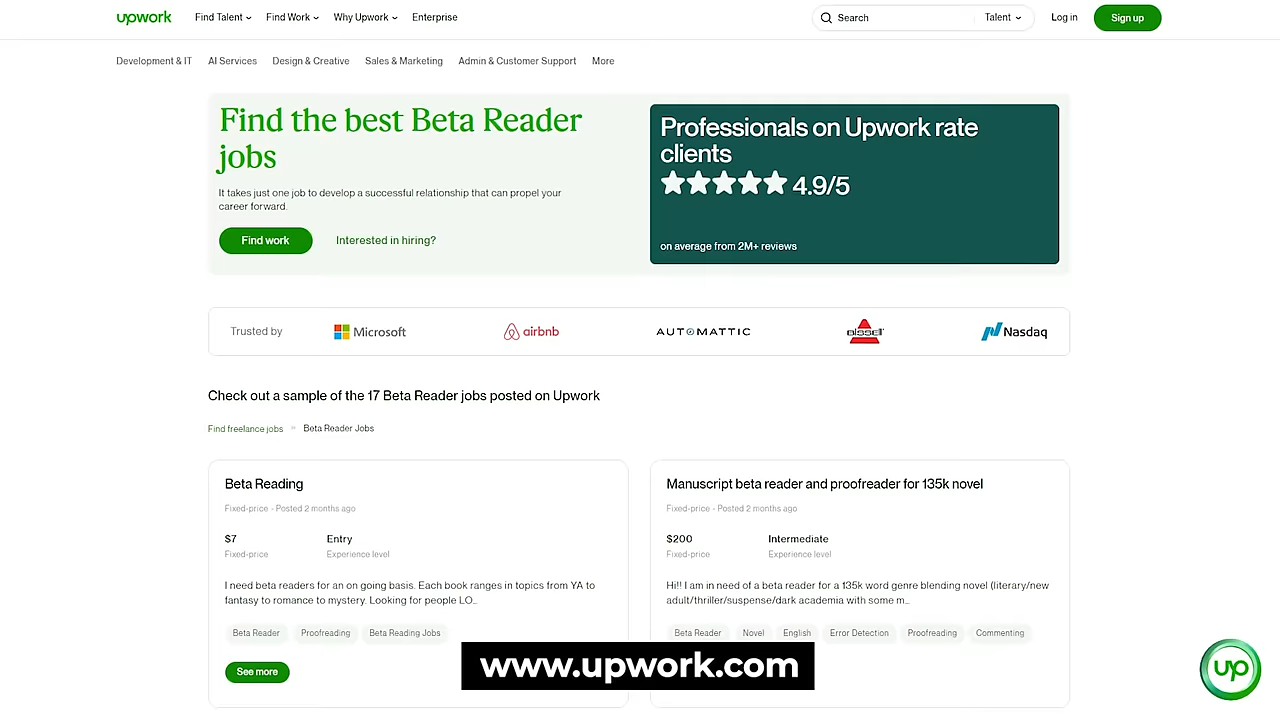 upwork
Find Talent
Find Work
Why Upwork
Enterprise
Search
Talent
Log in
Sign up
Development & IT
AI Services
Design & Creative
Sales & Marketing
Admin & Customer Support
More
Find the best Beta Reader
jobs
It takes just one job to develop a successful relationship that can propel your
career forward.
Find work
Interested in hiring?
Professionals on Upwork rate
clients
4.9/5
on average from 2M+ reviews
Trusted by
Microsoft
airbnb
AUTOMATTIC
BISSELL
Nasdaq
Check out a sample of the 17 Beta Reader jobs posted on Upwork
Find freelance jobs » Beta Reader Jobs
Beta Reading
Fixed-price - Posted 2 months ago
$7
Entry
Fixed-price
Experience level
I need beta readers for an on going basis. Each book ranges in topics from YA to
fantasy to romance to mystery. Looking for people LO...
Beta Reader
Proofreading
Beta Reading Jobs
See more
Manuscript beta reader and proofreader for 135k novel
Fixed-price - Posted 2 months ago
$200
Intermediate
Fixed-price
Experience level
Hi!! I am in need of a beta reader for a 135k word genre blending novel (literary/new
adult/thriller/suspense/dark academia with some m...
Beta Reader
Novel
English
Error Detection
Proofreading
Commenting
www.upwork.com
up